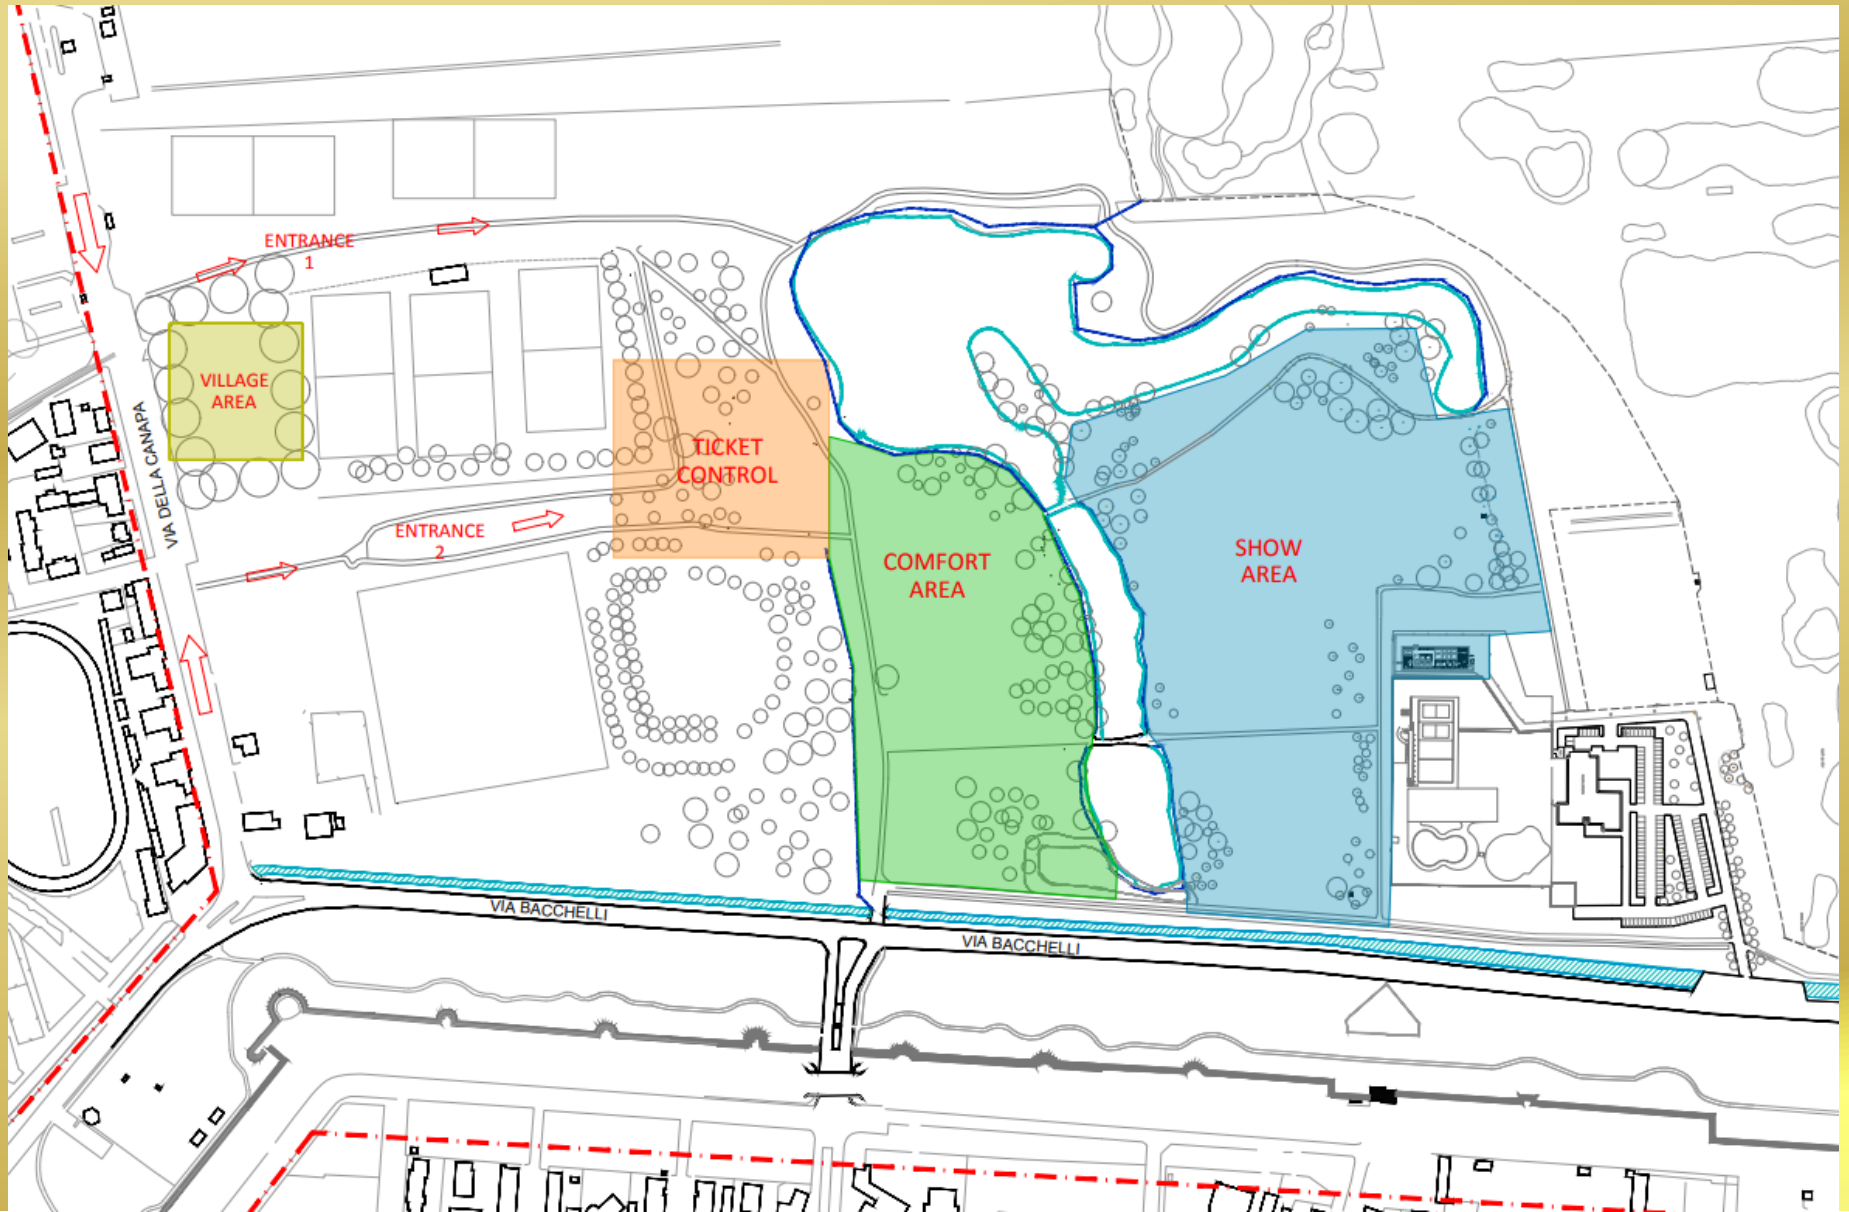 ENTRANCE
1
VILLAGE
AREA
VIA DELLA CANAPA
TICKET
CONTROL
ENTRANCE
2
COMFORT
AREA
SHOW
AREA
VIA BACCHELLI
VIA BACCHELLI